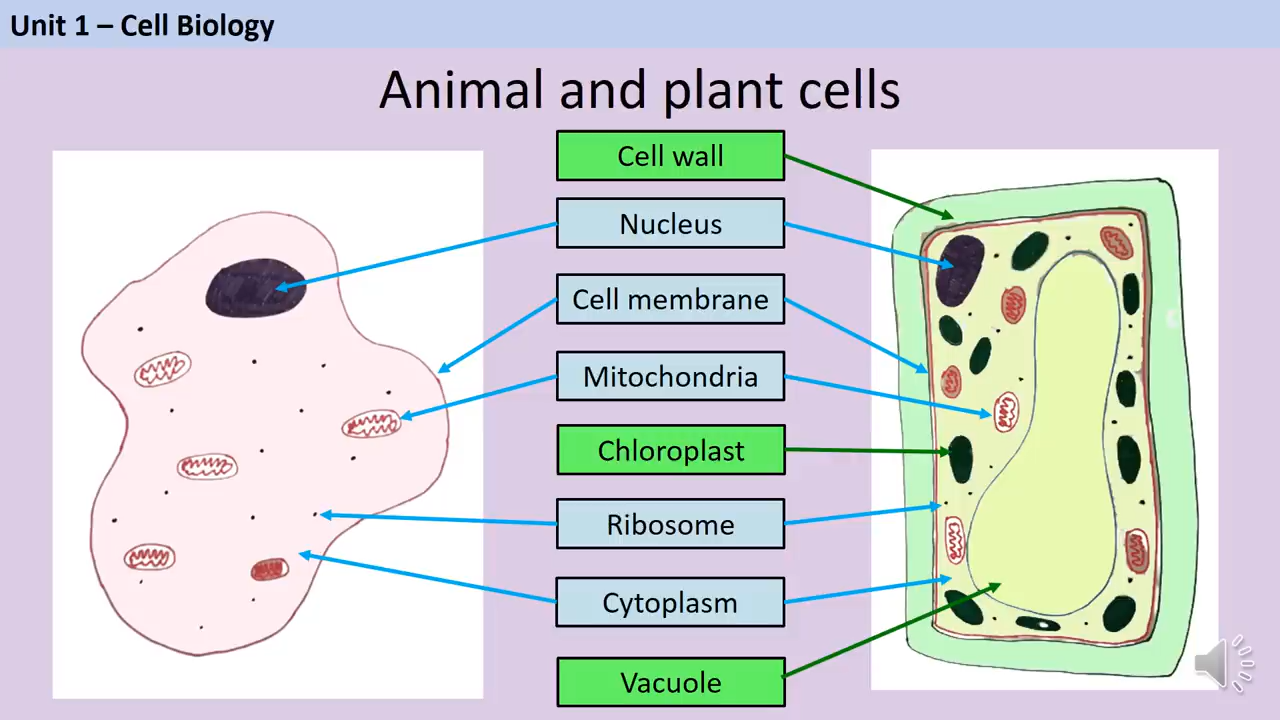 Unit 1 – Cell Biology
Animal and plant cells
Cell wall
Nucleus
Cell membrane
Mitochondria
Chloroplast
Ribosome
Cytoplasm
Vacuole